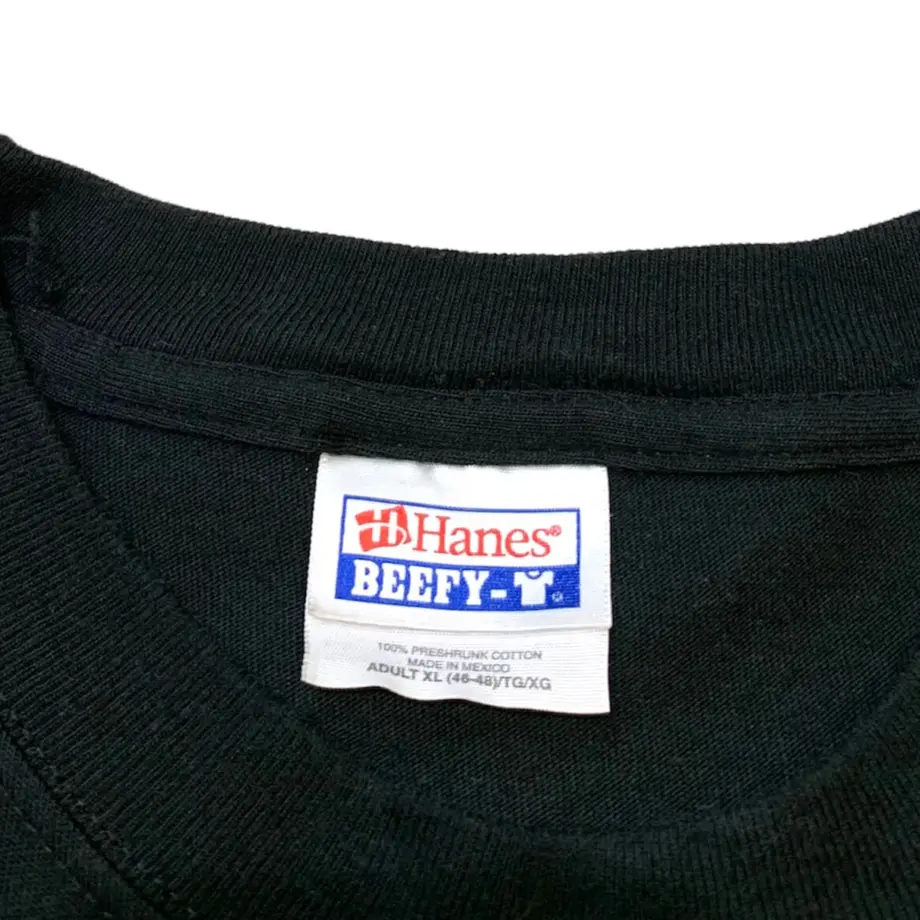 Hanes®
BEEFY-T®
100% PRESHRUNK COTTON
MADE IN MEXICO
ADULT XL (46-48)/TG/XG